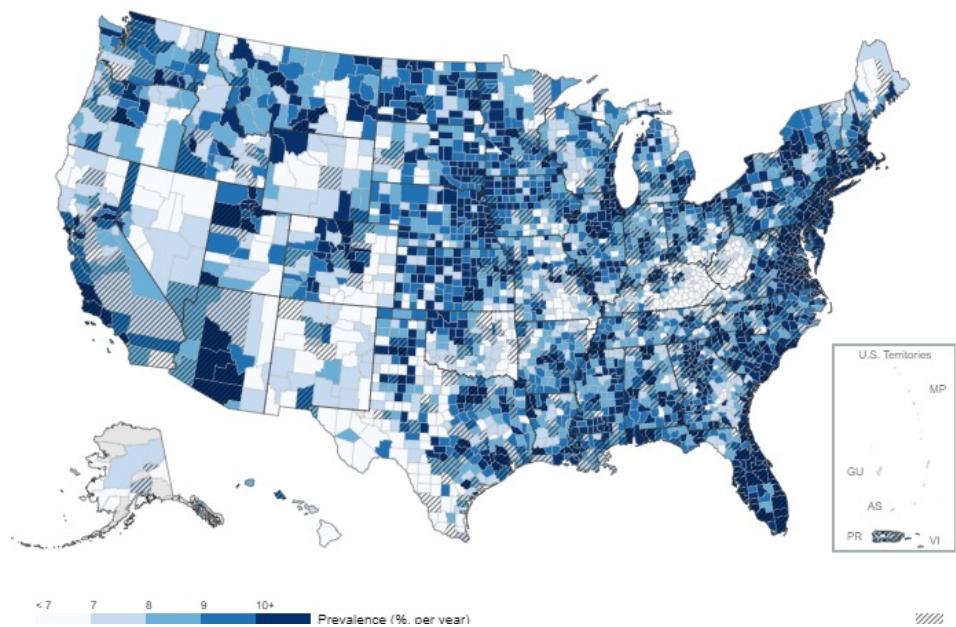 U.S. Territories
MP
GU
AS
PR
VI
< 7 7 8 9 10+
Prevalence (%, per year)